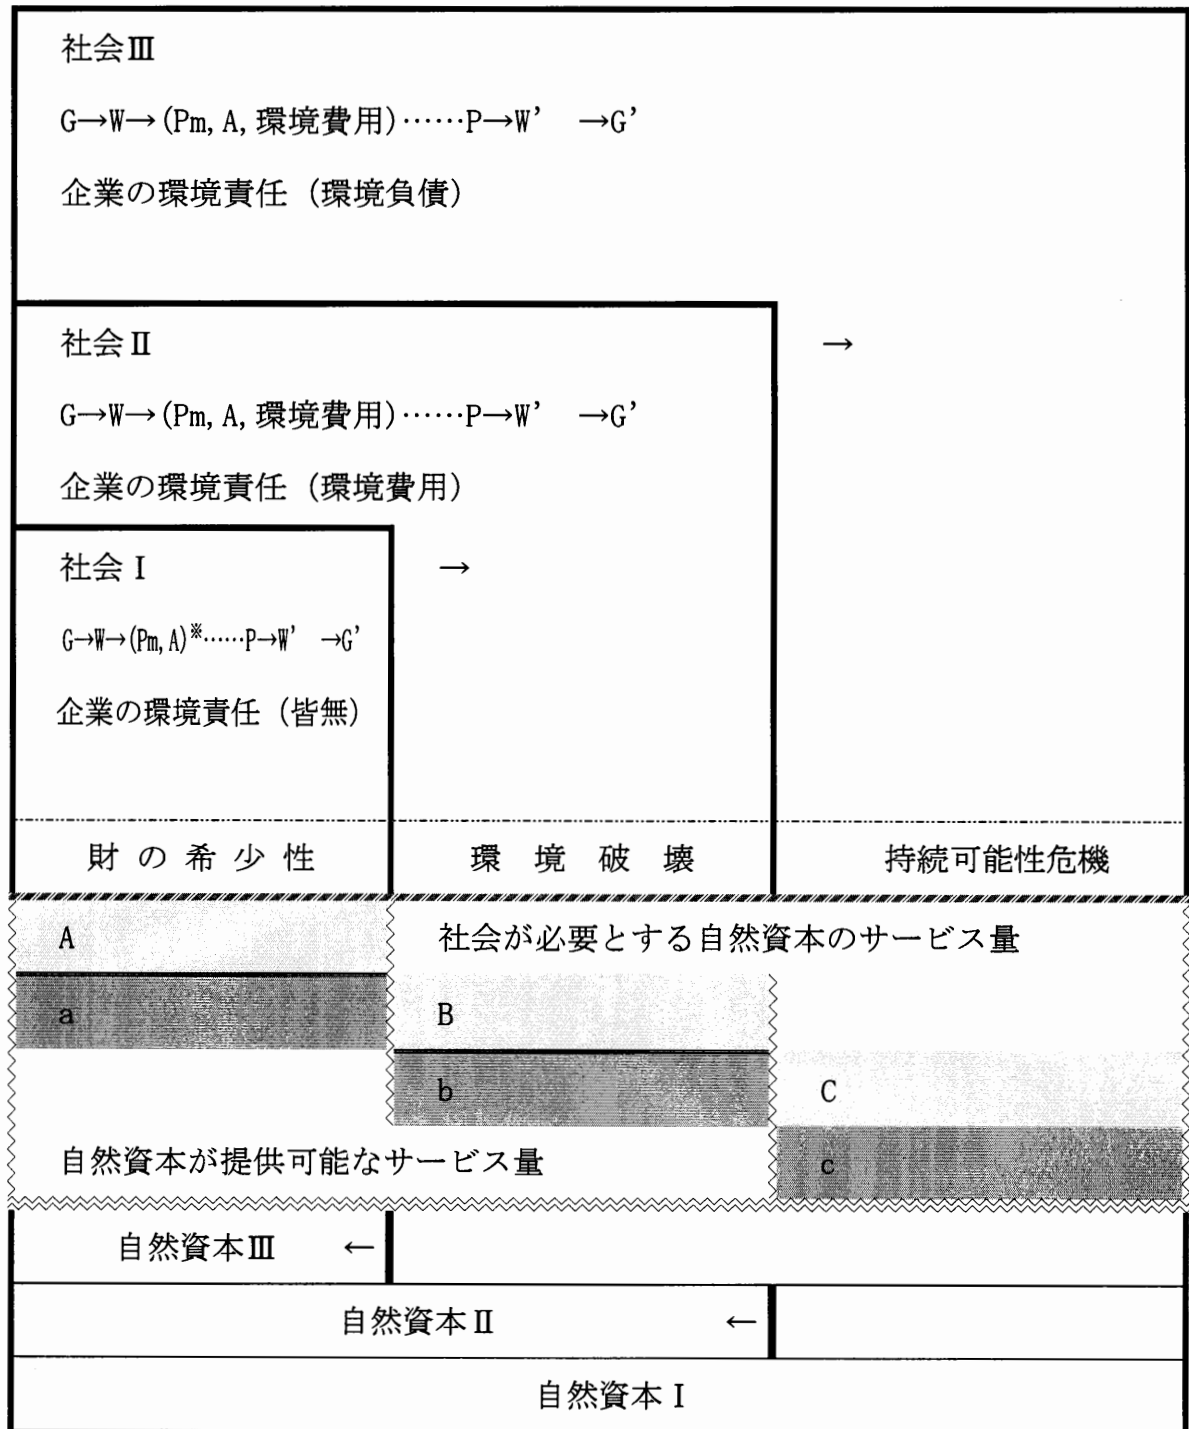 社会Ⅲ
G→W→(Pm, A, 環境費用)……P→W’ →G’
企業の環境責任（環境負債）
社会Ⅱ
→
G→W→(Pm, A, 環境費用)……P→W’ →G’
企業の環境責任（環境費用）
社会Ⅰ
→
G→W→(Pm, A)※……P→W’ →G’
企業の環境責任（皆無）
財の希少性
環境破壊
持続可能性危機
A
社会が必要とする自然資本のサービス量
a
B
b
C
自然資本が提供可能なサービス量
c
自然資本Ⅲ ←
自然資本Ⅱ ←
自然資本Ⅰ